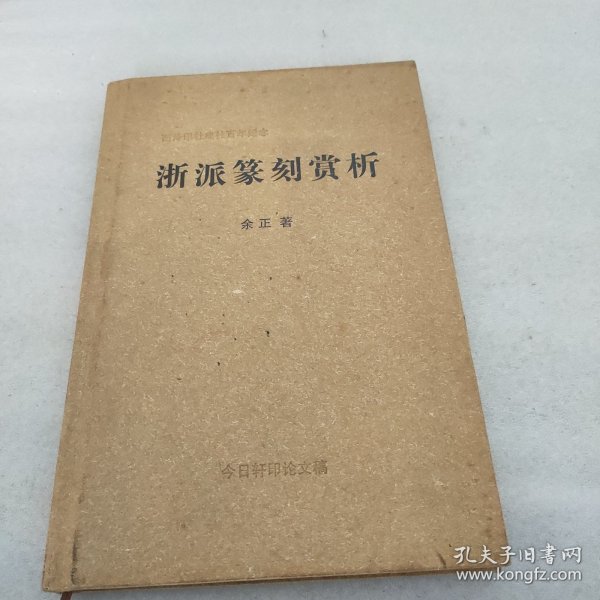 西泠印社建社百年纪念
浙派篆刻赏析
余正 著
今日轩印论文稿
孔夫子旧书网
www.kongfz.com